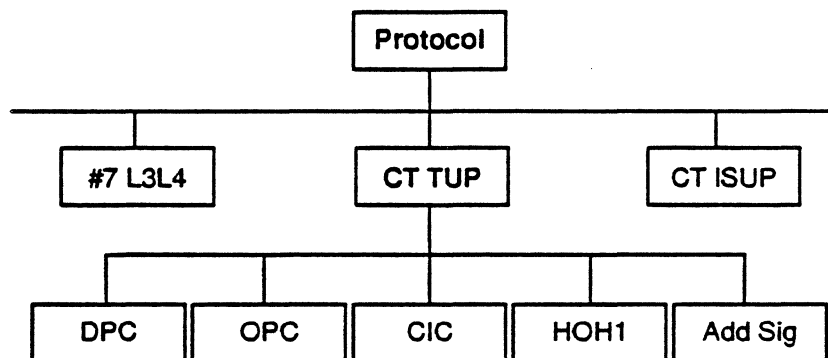 Protocol
#7 L3L4
CT TUP
CT ISUP
DPC
OPC
CIC
HOH1
Add Sig